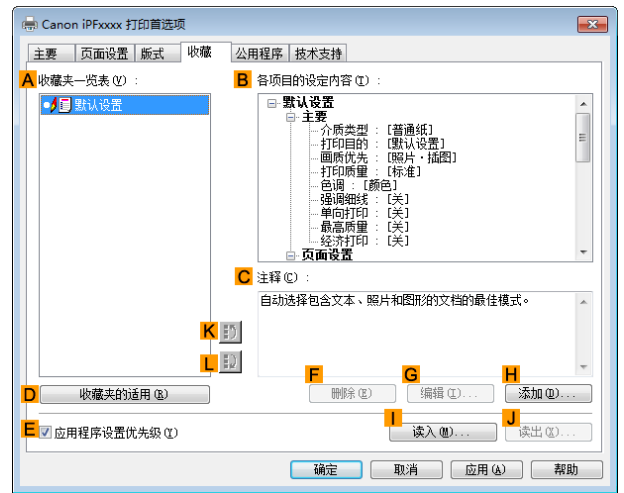 Canon iPFxxxx 打印首选项
主要 页面设置 版式 收藏 公用程序 技术支持
A 收藏夹一览表(V) :
默认设置
B 各项目的设定内容(T) :
默认设置
主要
介质类型 : [普通纸]
打印目的 : [默认设置]
画质优先 : [照片・插图]
打印质量 : [标准]
色调 : [颜色]
强调细线 : [关]
单向打印 : [关]
最高质量 : [关]
经济打印 : [关]
页面设置
C 注释(C) :
自动选择包含文本、照片和图形的文档的最佳模式。
K
L
D 收藏夹的适用(R)
F 删除(E)
G 编辑(I)...
H 添加(D)...
E 应用程序设置优先级(Y)
I 读入(M)...
J 读出(X)...
确定 取消 应用(A) 帮助